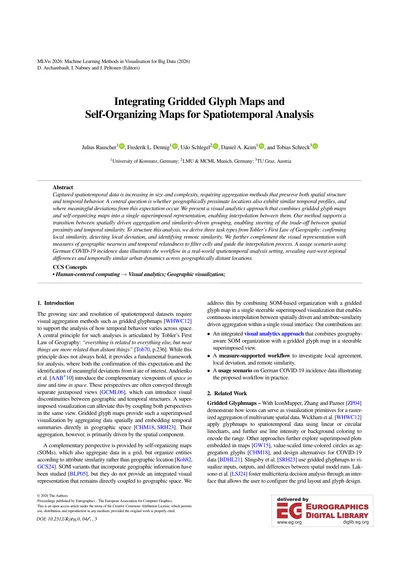 MLVis 2026: Machine Learning Methods in Visualisation for Big Data (2026)
D. Archambault, I. Nabney and J. Peltonen (Editors)
Integrating Gridded Glyph Maps and
Self-Organizing Maps for Spatiotemporal Analysis
Julius Rauscher¹, Frederik L. Dennig¹, Udo Schlegel², Daniel A. Keim¹, and Tobias Schreck³
¹University of Konstanz, Germany; ²LMU & MCML Munich, Germany; ³TU Graz, Austria
Abstract
Captured spatiotemporal data is increasing in size and complexity, requiring aggregation methods that preserve both spatial structure
and temporal behavior. A central question is whether geographically proximate locations also exhibit similar temporal profiles, and
where meaningful deviations from this expectation occur. We present a visual analytics approach that combines gridded glyph maps
and self-organizing maps into a single superimposed representation, enabling interpolation between them. Our method supports a
transition between spatially driven aggregation and similarity-driven grouping, enabling steering of the trade-off between spatial
proximity and temporal similarity. To structure this analysis, we derive three task types from Tobler's First Law of Geography: confirming
local similarity, detecting local deviation, and identifying remote similarity. We further complement the visual representation with
measures of geographic nearness and temporal relatedness to filter cells and guide the interpolation process. A usage scenario using
German COVID-19 incidence data illustrates the workflow in a real-world spatiotemporal analysis setting, revealing east-west regional
differences and temporally similar urban dynamics across geographically distant locations.
CCS Concepts
• Human-centered computing → Visual analytics; Geographic visualization;
1. Introduction
The growing size and resolution of spatiotemporal datasets require
visual aggregation methods such as gridded glyphmaps [WHWC12]
to support the analysis of how temporal behavior varies across space.
A central principle for such analyses is articulated by Tobler's First
Law of Geography: "everything is related to everything else, but near
things are more related than distant things" [Tob70, p.236]. While this
principle does not always hold, it provides a fundamental framework
for analysis, where both the confirmation of this expectation and the
identification of meaningful deviations from it are of interest. Andrienko
et al. [AAB*10] introduce the complementary viewpoints of space in
time and time in space. These perspectives are often conveyed through
separate juxtaposed views [GCML06], which can introduce visual
discontinuities between geographic and temporal structures. A super-
imposed visualization can alleviate this by coupling both perspectives
in the same view. Gridded glyph maps provide such a superimposed
visualization by aggregating data spatially and embedding temporal
summaries directly in geographic space [CHM18, SRH23]. Their
aggregation, however, is primarily driven by the spatial component.
A complementary perspective is provided by self-organizing maps
(SOMs), which also aggregate data in a grid, but organize entities
according to attribute similarity rather than geographic location [Koh82,
GCS24]. SOM variants that incorporate geographic information have
been studied [BLP05], but they do not provide an integrated visual
representation that remains directly coupled to geographic space. We
address this by combining SOM-based organization with a gridded
glyph map in a single steerable superimposed visualization that enables
continuous interpolation between spatially driven and attribute-similarity
driven aggregation within a single visual interface. Our contributions are:
• An integrated visual analytics approach that combines geography-
aware SOM organization with a gridded glyph map in a steerable
superimposed view.
• A measure-supported workflow to investigate local agreement,
local deviation, and remote similarity.
• A usage scenario on German COVID-19 incidence data illustrating
the proposed workflow in practice.
2. Related Work
Gridded Glyphmaps – With IconMapper, Zhang and Pazner [ZP04]
demonstrate how icons can serve as visualization primitives for a raster-
ized aggregation of multivariate spatial data. Wickham et al. [WHWC12]
apply glyphmaps to spatiotemporal data using linear or circular
linecharts, and further use line intensity or background coloring to
encode the range. Other approaches further explore superimposed plots
embedded in maps [GW15], value-scaled time-colored circles as ag-
gregation glyphs [CHM18], and design alternatives for COVID-19
data [BDHL21]. Slingsby et al. [SRH23] use gridded glyphmaps to vi-
sualize inputs, outputs, and differences between spatial model runs. Lak-
sono et al. [LSJ24] foster multicriteria decision analysis through an inter-
face that allows the user to configure the grid layout and glyph design.
© 2026 The Authors.
Proceedings published by Eurographics - The European Association for Computer Graphics.
This is an open access article under the terms of the Creative Commons Attribution License, which permits
use, distribution and reproduction in any medium, provided the original work is properly cited.
delivered by
EG EUROGRAPHICS
DIGITAL LIBRARY
www.eg.org diglib.eg.org